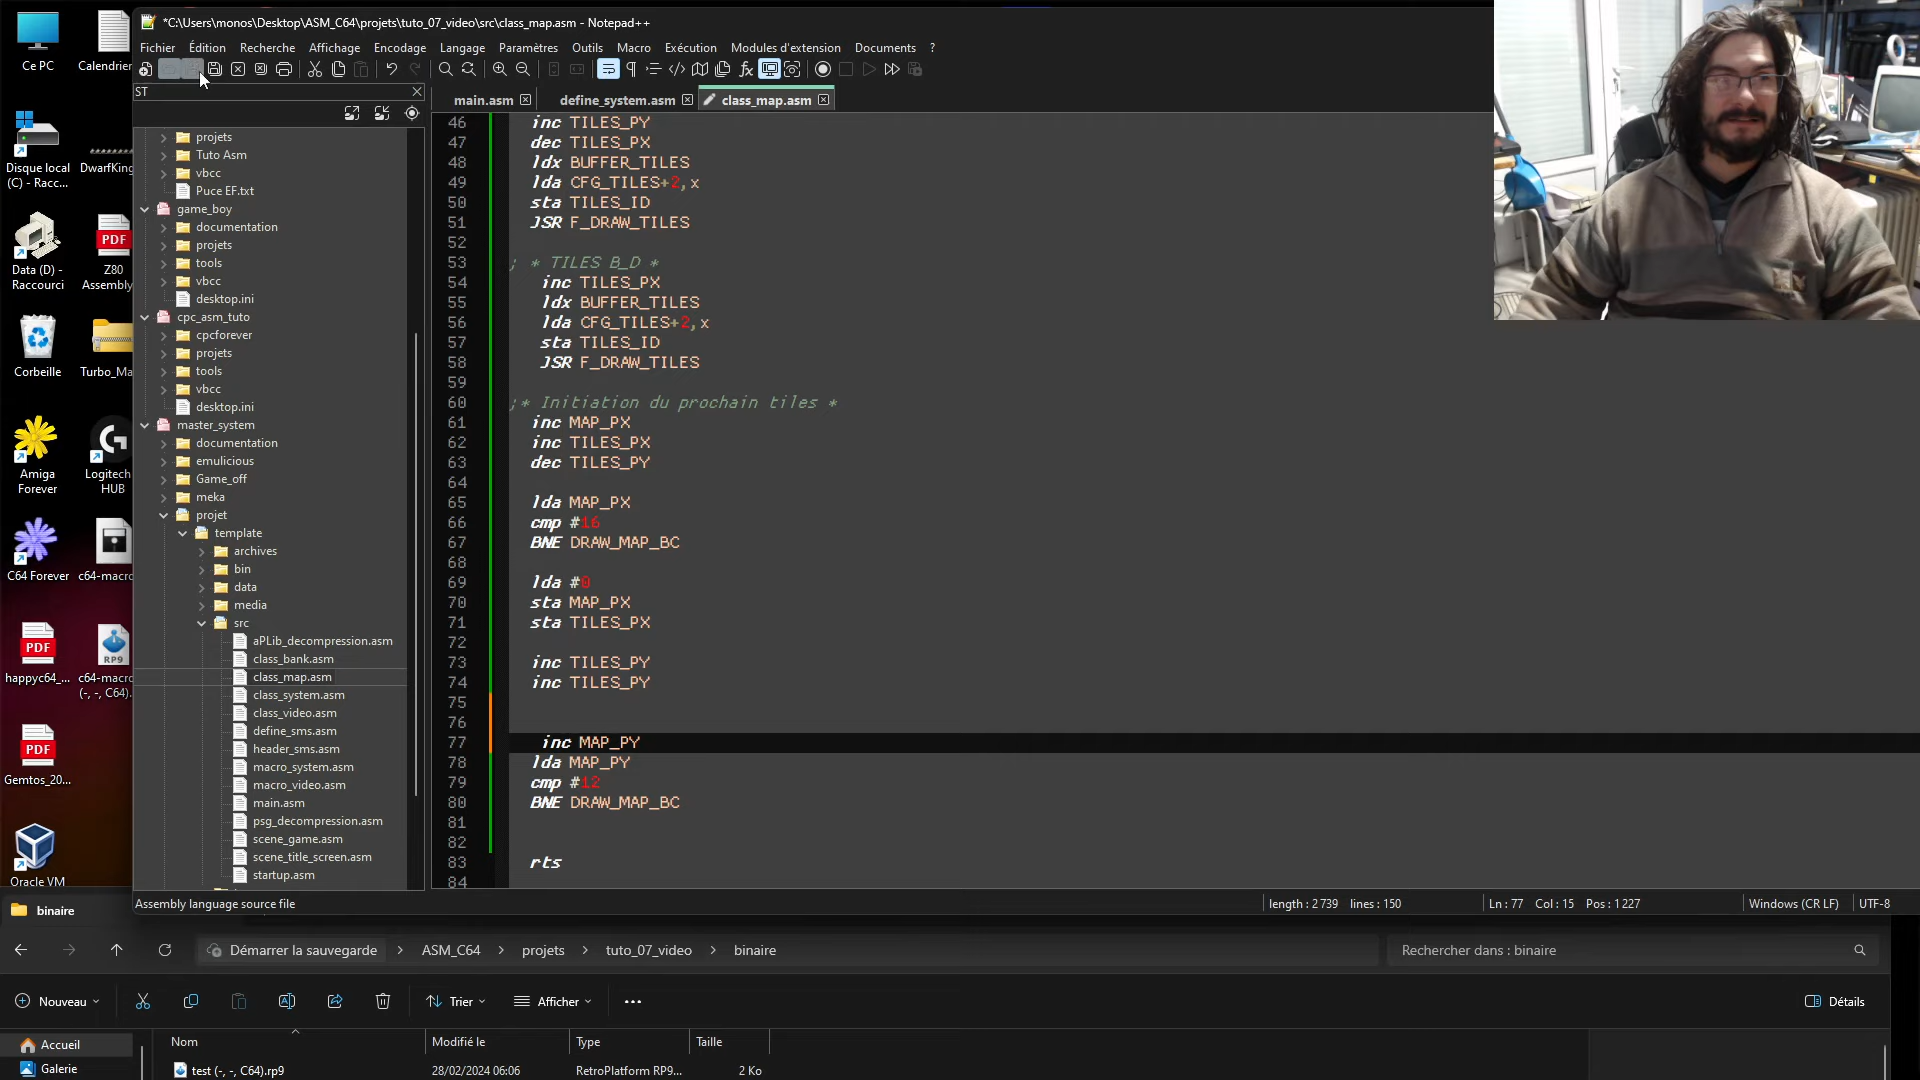 *C:\Users\monos\Desktop\ASM_C64\projets\tuto_07_video\src\class_map.asm - Notepad++
Fichier Édition Recherche Affichage Encodage Langage Paramètres Outils Macro Exécution Modules d'extension Documents ?
ST
main.asm define_system.asm class_map.asm
Ce PC
Calendrier
Disque local (C) - Racc...
DwarfKing
Data (D) - Raccourci
PDF
Z80 Assembly
Corbeille
Turbo_Ma
Amiga Forever
Logitech HUB
C64 Forever
c64-macro
PDF
happyc64_...
RP9
c64-macro (-, -, C64).
PDF
Gemtos_20...
Oracle VM
projets
Tuto Asm
vbcc
Puce EF.txt
game_boy
documentation
projets
tools
vbcc
desktop.ini
cpc_asm_tuto
cpcforever
projets
tools
vbcc
desktop.ini
master_system
documentation
emulicious
Game_off
meka
projet
template
archives
bin
data
media
src
aPLib_decompression.asm
class_bank.asm
class_map.asm
class_system.asm
class_video.asm
define_sms.asm
header_sms.asm
macro_system.asm
macro_video.asm
main.asm
psg_decompression.asm
scene_game.asm
scene_title_screen.asm
startup.asm
46 inc TILES_PY
47 dec TILES_PX
48 ldx BUFFER_TILES
49 lda CFG_TILES+2,x
50 sta TILES_ID
51 JSR F_DRAW_TILES
52
53 ; * TILES B_D *
54 inc TILES_PX
55 ldx BUFFER_TILES
56 lda CFG_TILES+2,x
57 sta TILES_ID
58 JSR F_DRAW_TILES
59
60 ;* Initiation du prochain tiles *
61 inc MAP_PX
62 inc TILES_PX
63 dec TILES_PY
64
65 lda MAP_PX
66 cmp #16
67 BNE DRAW_MAP_BC
68
69 lda #0
70 sta MAP_PX
71 sta TILES_PX
72
73 inc TILES_PY
74 inc TILES_PY
75
76
77 inc MAP_PY
78 lda MAP_PY
79 cmp #12
80 BNE DRAW_MAP_BC
81
82
83 rts
84
Assembly language source file length : 2 739 lines : 150 Ln : 77 Col : 15 Pos : 1 227 Windows (CR LF) UTF-8
binaire
Démarrer la sauvegarde > ASM_C64 > projets > tuto_07_video > binaire Rechercher dans : binaire
Nouveau Trier Afficher ... Détails
Accueil
Galerie
Nom Modifié le Type Taille
test (-, -, C64).rp9 28/02/2024 06:06 RetroPlatform RP9... 2 Ko